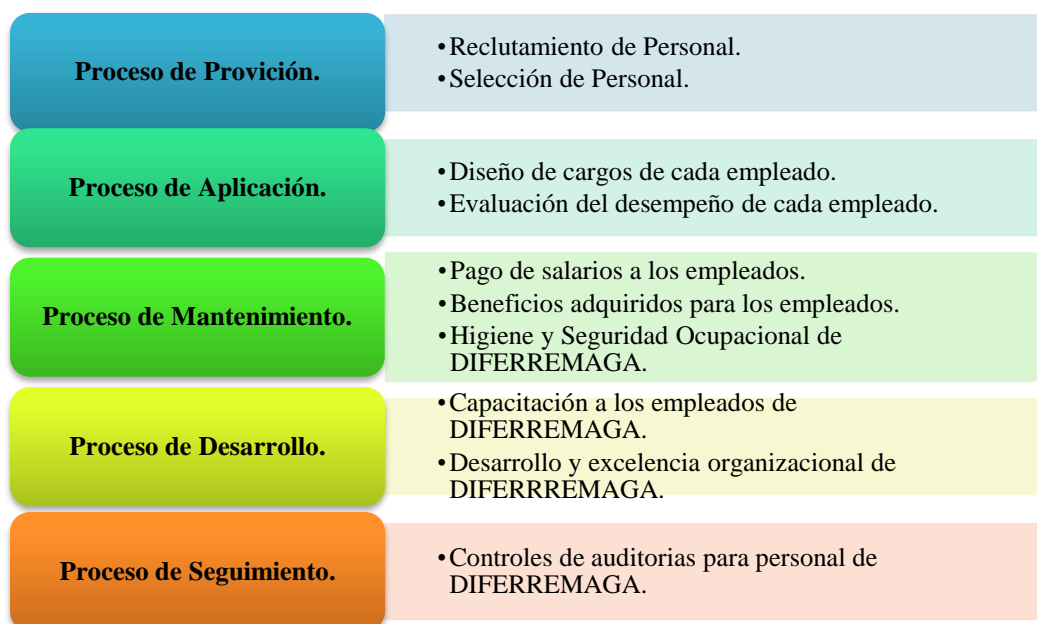 Proceso de Provición.
•Reclutamiento de Personal.
•Selección de Personal.
Proceso de Aplicación.
•Diseño de cargos de cada empleado.
•Evaluación del desempeño de cada empleado.
Proceso de Mantenimiento.
•Pago de salarios a los empleados.
•Beneficios adquiridos para los empleados.
•Higiene y Seguridad Ocupacional de
DIFERREMAGA.
Proceso de Desarrollo.
•Capacitación a los empleados de
DIFERREMAGA.
•Desarrollo y excelencia organizacional de
DIFERRREMAGA.
Proceso de Seguimiento.
•Controles de auditorias para personal de
DIFERREMAGA.